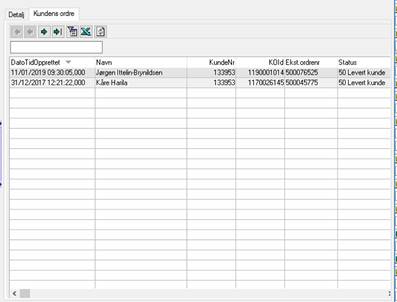 Detalj Kundens ordre
DatoTidOpprettet Navn KundeNr KOId Ekst.ordrenr Status
11/01/2019 09:30:05,000 Jørgen Ittelin-Brynildsen 133953 1190001014 500076525 50 Levert kunde
31/12/2017 12:21:22,000 Kåre Harila 133953 1170026145 500045775 50 Levert kunde